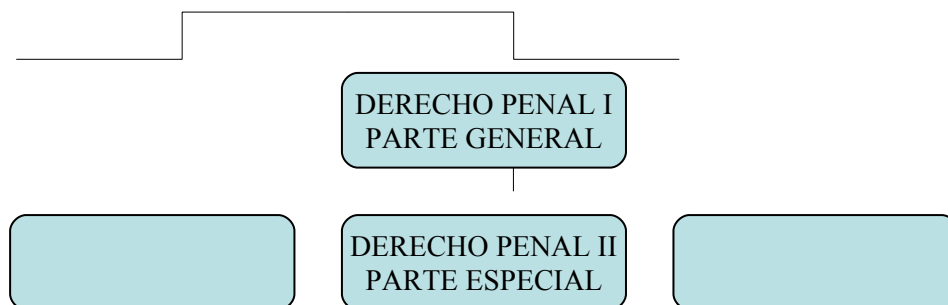 DERECHO PENAL I
PARTE GENERAL
DERECHO PENAL II
PARTE ESPECIAL